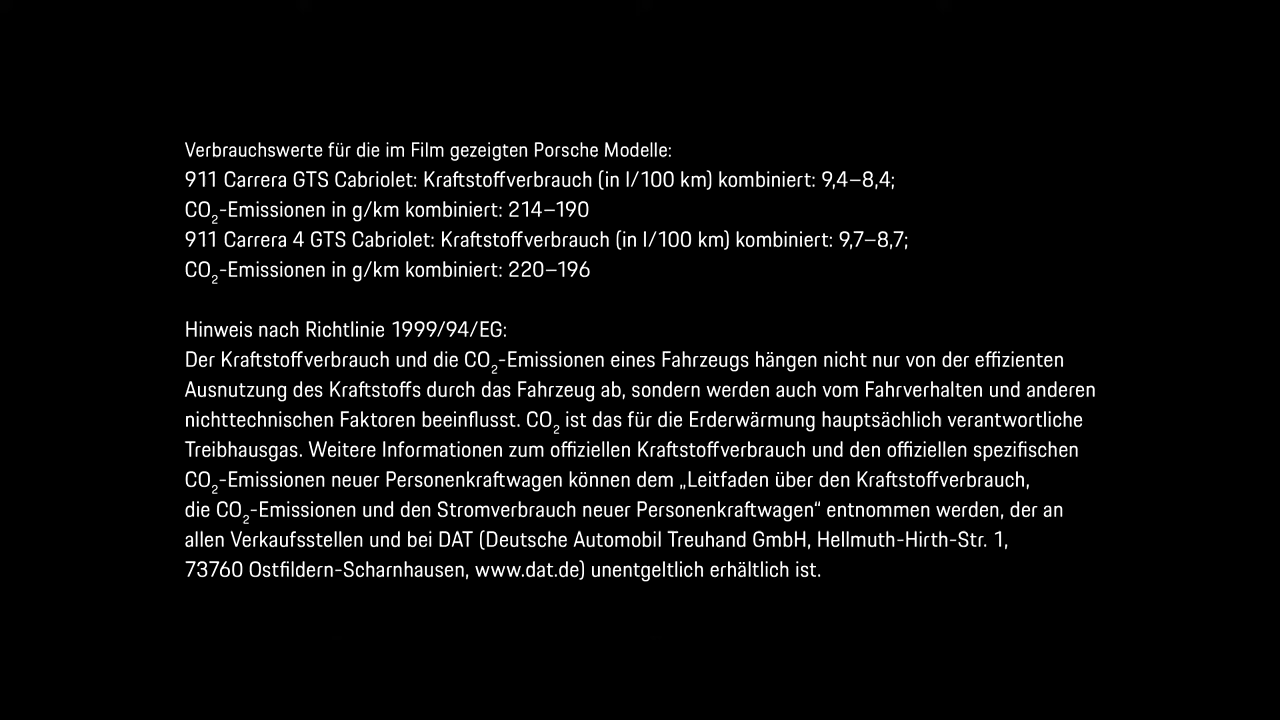 Verbrauchswerte für die im Film gezeigten Porsche Modelle:
911 Carrera GTS Cabriolet: Kraftstoffverbrauch (in l/100 km) kombiniert: 9,4–8,4;
CO₂-Emissionen in g/km kombiniert: 214–190
911 Carrera 4 GTS Cabriolet: Kraftstoffverbrauch (in l/100 km) kombiniert: 9,7–8,7;
CO₂-Emissionen in g/km kombiniert: 220–196
Hinweis nach Richtlinie 1999/94/EG:
Der Kraftstoffverbrauch und die CO₂-Emissionen eines Fahrzeugs hängen nicht nur von der effizienten
Ausnutzung des Kraftstoffs durch das Fahrzeug ab, sondern werden auch vom Fahrverhalten und anderen
nichttechnischen Faktoren beeinflusst. CO₂ ist das für die Erderwärmung hauptsächlich verantwortliche
Treibhausgas. Weitere Informationen zum offiziellen Kraftstoffverbrauch und den offiziellen spezifischen
CO₂-Emissionen neuer Personenkraftwagen können dem „Leitfaden über den Kraftstoffverbrauch,
die CO₂-Emissionen und den Stromverbrauch neuer Personenkraftwagen“ entnommen werden, der an
allen Verkaufsstellen und bei DAT (Deutsche Automobil Treuhand GmbH, Hellmuth-Hirth-Str. 1,
73760 Ostfildern-Scharnhausen, www.dat.de) unentgeltlich erhältlich ist.